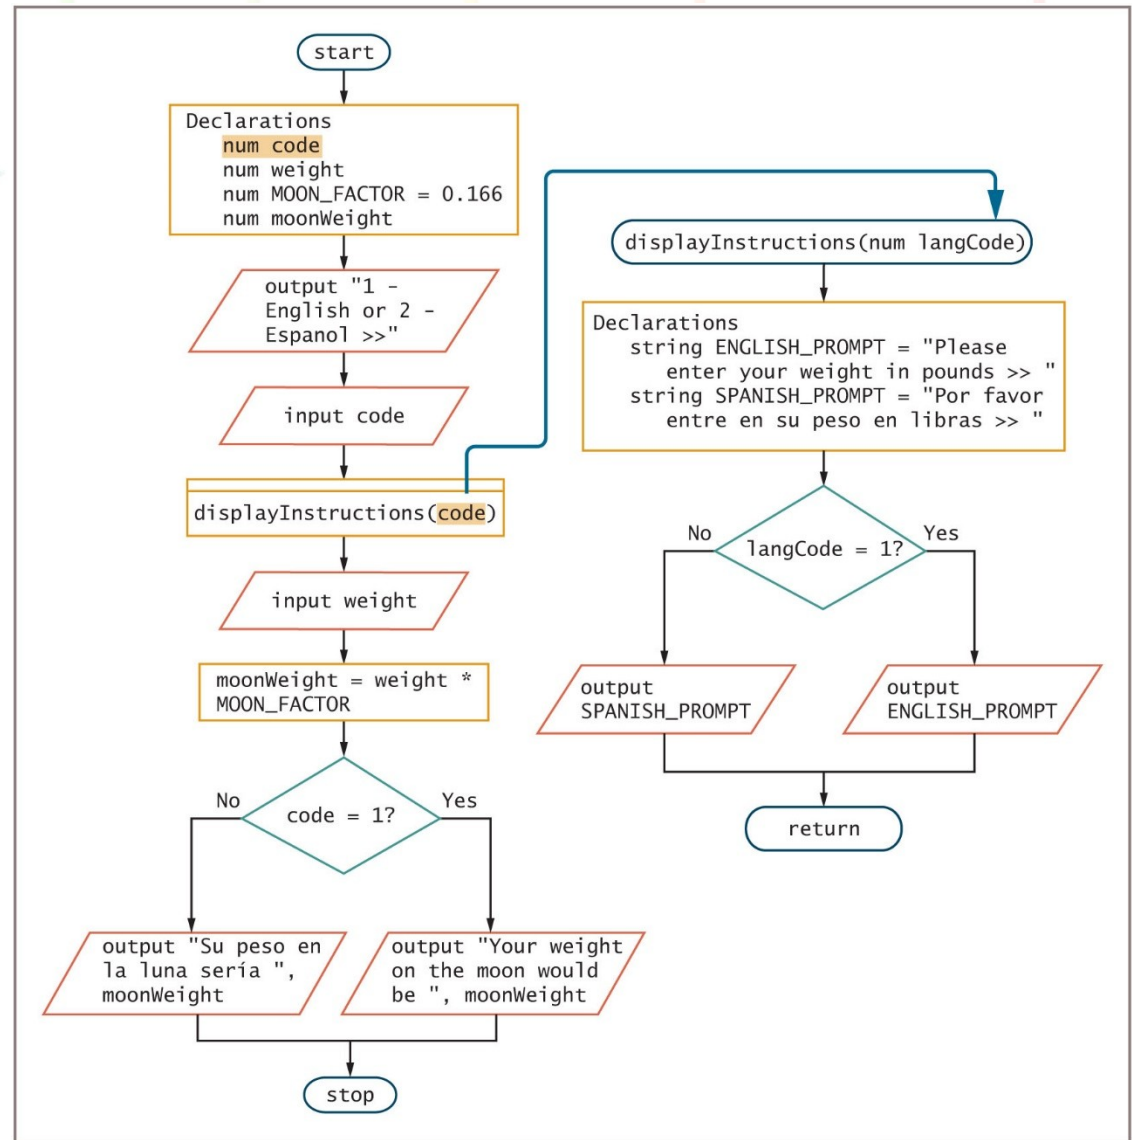 start
Declarations
num code
num weight
num MOON_FACTOR = 0.166
num moonWeight
output "1 –
English or 2 –
Espanol >>"
input code
displayInstructions(code)
input weight
moonWeight = weight *
MOON_FACTOR
No
code = 1?
Yes
output "Su peso en
la luna sería ",
moonWeight
output "Your weight
on the moon would
be ", moonWeight
stop
displayInstructions(num langCode)
Declarations
string ENGLISH_PROMPT = "Please
enter your weight in pounds >> "
string SPANISH_PROMPT = "Por favor
entre en su peso en libras >> "
No
langCode = 1?
Yes
output
SPANISH_PROMPT
output
ENGLISH_PROMPT
return